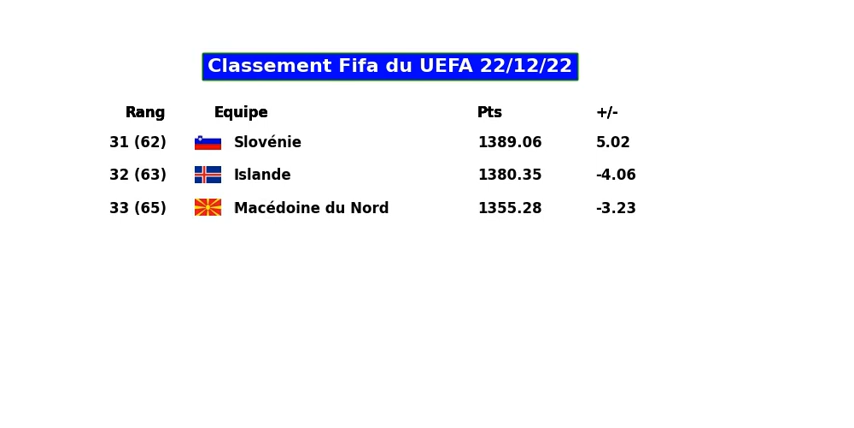 Classement Fifa du UEFA 22/12/22
Rang Equipe Pts +/-
31 (62) Slovénie 1389.06 5.02
32 (63) Islande 1380.35 -4.06
33 (65) Macédoine du Nord 1355.28 -3.23